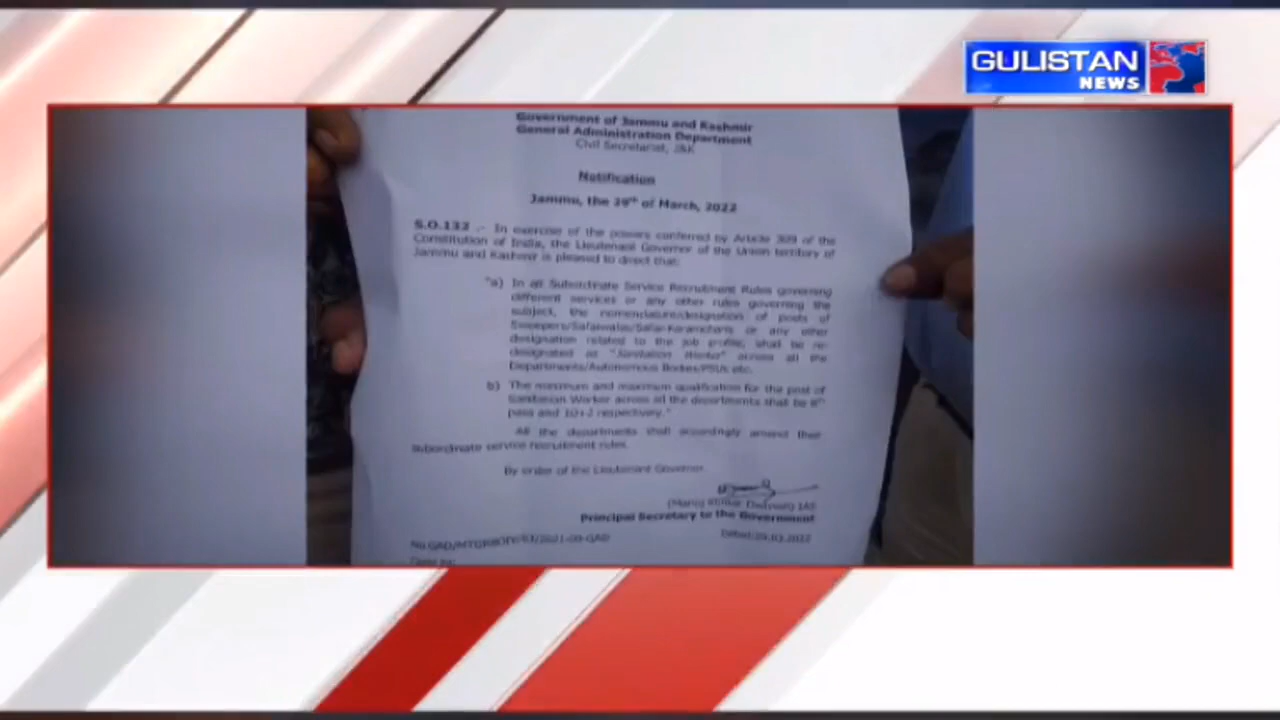 GULISTAN
NEWS
Government of Jammu and Kashmir
General Administration Department
Civil Secretariat, J&K
Notification
Jammu, the 29th of March, 2022
S.O.132 :- In exercise of the powers conferred by Article 309 of the
Constitution of India, the Lieutenant Governor of the Union territory of
Jammu and Kashmir is pleased to direct that:
"a) In all Subordinate Service Recruitment Rules governing
different services or any other rules governing the
subject, the nomenclature/designation of posts of
Sweepers/Safaiwalas/Safai-Karamcharis or any other
designation related to the job profile, shall be re-
designated as "Sanitation Worker" across all the
Departments/Autonomous Bodies/PSUs etc.
b) The minimum and maximum qualification for the post of
Sanitation Worker across all the departments shall be 8th
pass and 10+2 respectively."
All the departments shall accordingly amend their
subordinate service recruitment rules.
By order of the Lieutenant Governor.
(Manoj Kumar Dwivedi) IAS
Principal Secretary to the Government
Dated:29.03.2022